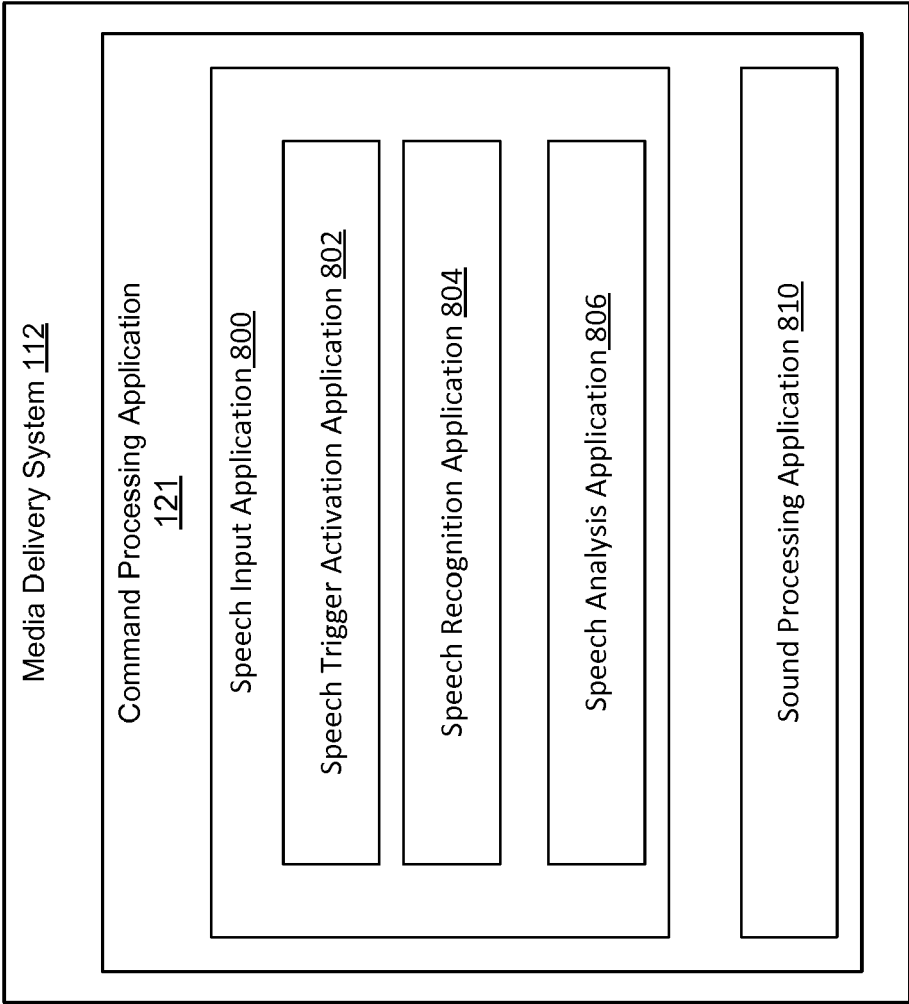 Media Delivery System 112
Command Processing Application
121
Speech Input Application 800
Speech Trigger Activation Application 802
Speech Recognition Application 804
Speech Analysis Application 806
Sound Processing Application 810